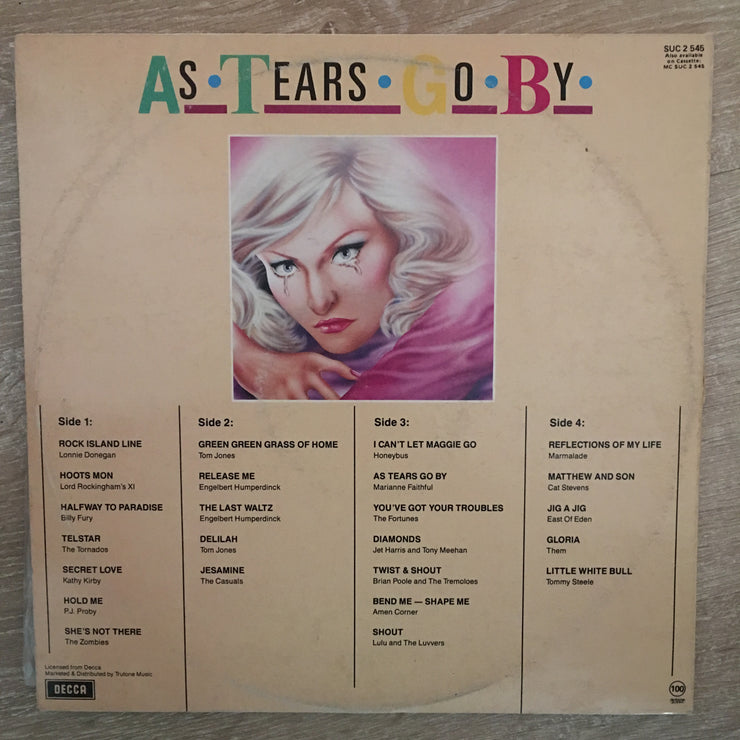 AS·TEARS·GO·BY·
SUC 2 545
Also available
on Cassette:
MC SUC 2 545
Side 1:
ROCK ISLAND LINE
Lonnie Donegan
HOOTS MON
Lord Rockingham's XI
HALFWAY TO PARADISE
Billy Fury
TELSTAR
The Tornados
SECRET LOVE
Kathy Kirby
HOLD ME
P.J. Proby
SHE'S NOT THERE
The Zombies
Side 2:
GREEN GREEN GRASS OF HOME
Tom Jones
RELEASE ME
Engelbert Humperdinck
THE LAST WALTZ
Engelbert Humperdinck
DELILAH
Tom Jones
JESAMINE
The Casuals
Side 3:
I CAN'T LET MAGGIE GO
Honeybus
AS TEARS GO BY
Marianne Faithful
YOU'VE GOT YOUR TROUBLES
The Fortunes
DIAMONDS
Jet Harris and Tony Meehan
TWIST & SHOUT
Brian Poole and The Tremoloes
BEND ME — SHAPE ME
Amen Corner
SHOUT
Lulu and The Luvvers
Side 4:
REFLECTIONS OF MY LIFE
Marmalade
MATTHEW AND SON
Cat Stevens
JIG A JIG
East Of Eden
GLORIA
Them
LITTLE WHITE BULL
Tommy Steele
Licensed from Decca
Marketed & Distributed by Trutone Music
DECCA
100